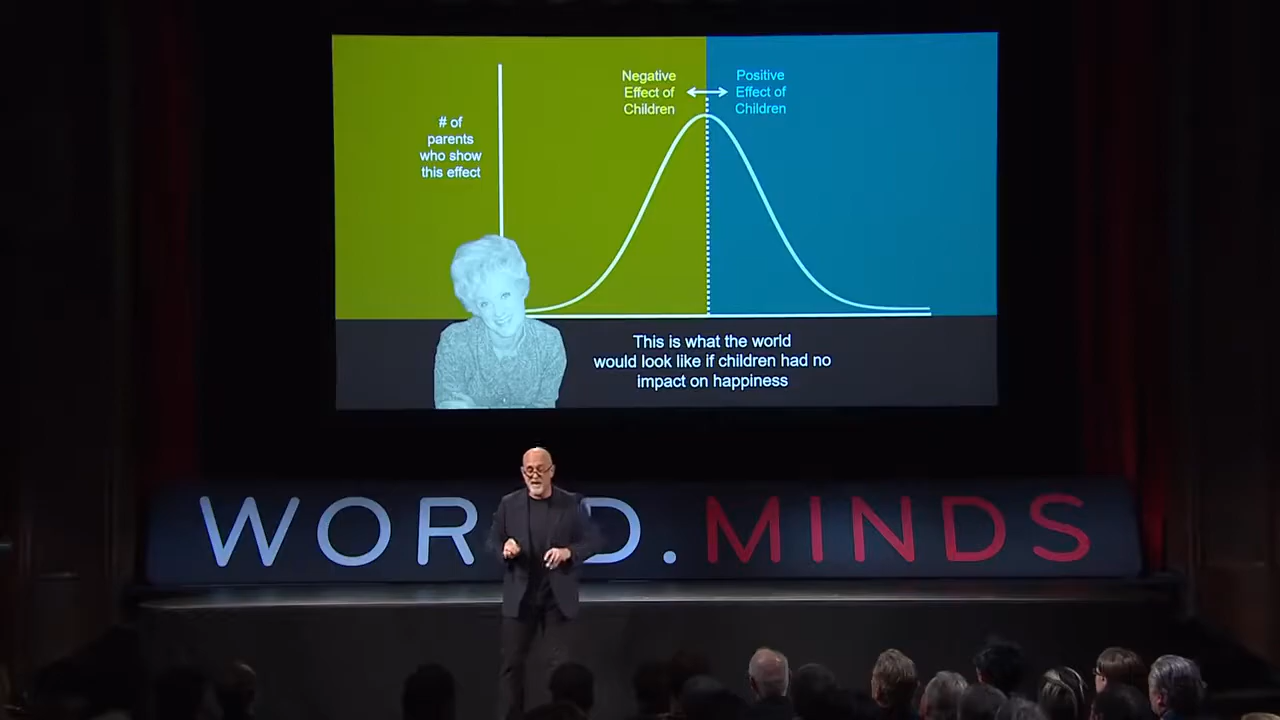 Negative
Effect of
Children
Positive
Effect of
Children
# of
parents
who show
this effect
This is what the world
would look like if children had no
impact on happiness
WOR D.MINDS